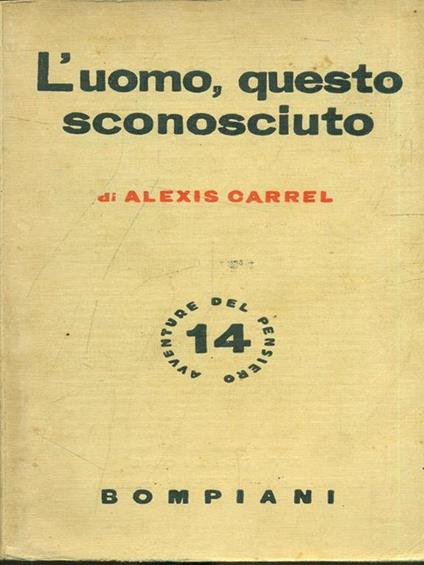 L'uomo, questo
sconosciuto
di ALEXIS CARREL
AVVENTURE DEL PENSIERO
14
BOMPIANI